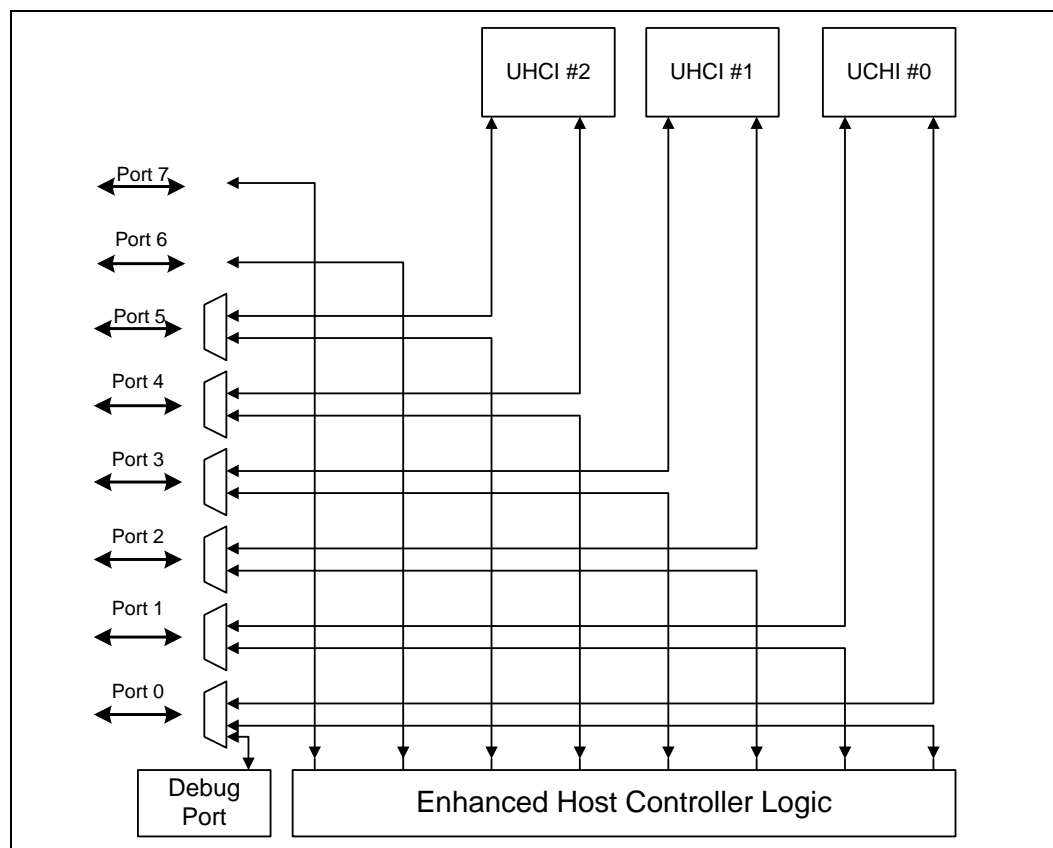 UHCI #2
UHCI #1
UCHI #0
Port 7
Port 6
Port 5
Port 4
Port 3
Port 2
Port 1
Port 0
Debug
Port
Enhanced Host Controller Logic